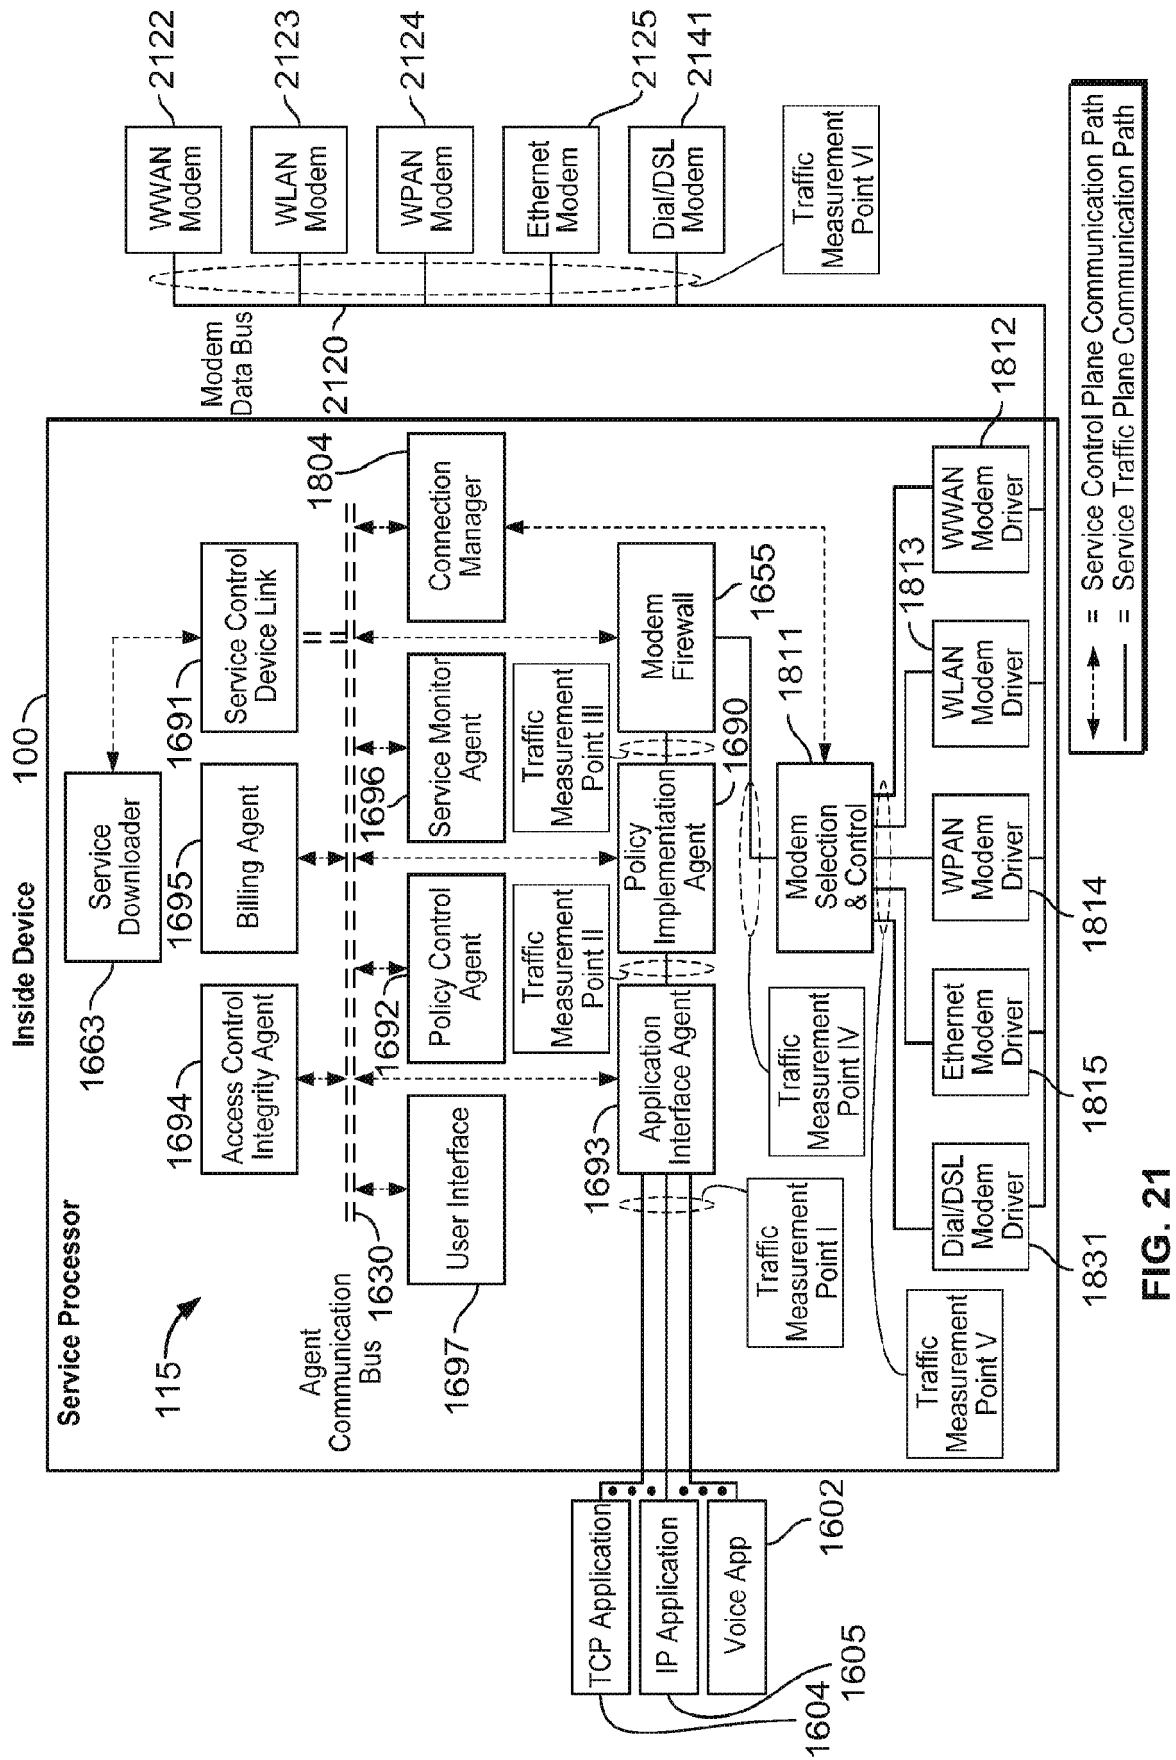 Inside Device
100
Service Processor
115
Service
Downloader
1663
Access Control
Integrity Agent
1694
Billing Agent
1695
Service Control
Device Link
1691
Agent
Communication
Bus
1630
User Interface
1697
Policy Control
Agent
1692
Service Monitor
Agent
1696
Connection
Manager
1804
Traffic
Measurement
Point II
Traffic
Measurement
Point III
TCP Application
1604
IP Application
1605
Voice App
1602
Application
Interface Agent
1693
Policy
Implementation
Agent
1690
Modem
Firewall
1655
Traffic
Measurement
Point I
Traffic
Measurement
Point IV
Modem
Selection
& Control
1811
Traffic
Measurement
Point V
Dial/DSL
Modem
Driver
1831
Ethernet
Modem
Driver
1815
WPAN
Modem
Driver
1814
WLAN
Modem
Driver
1813
WWAN
Modem
Driver
1812
Modem
Data Bus
2120
WWAN
Modem
2122
WLAN
Modem
2123
WPAN
Modem
2124
Ethernet
Modem
2125
Dial/DSL
Modem
2141
Traffic
Measurement
Point VI
= Service Control Plane Communication Path
= Service Traffic Plane Communication Path
FIG. 21